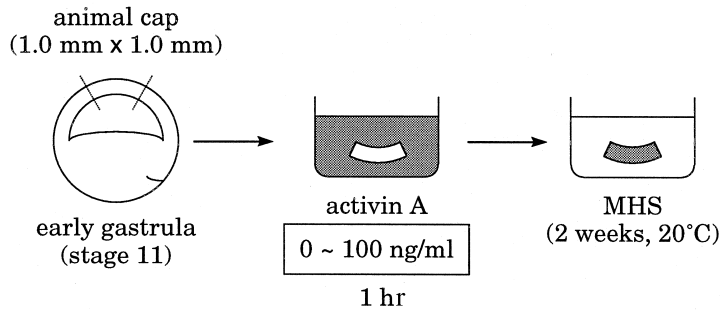 animal cap
(1.0 mm x 1.0 mm)
early gastrula
(stage 11)
activin A
0 ~ 100 ng/ml
1 hr
MHS
(2 weeks, 20°C)